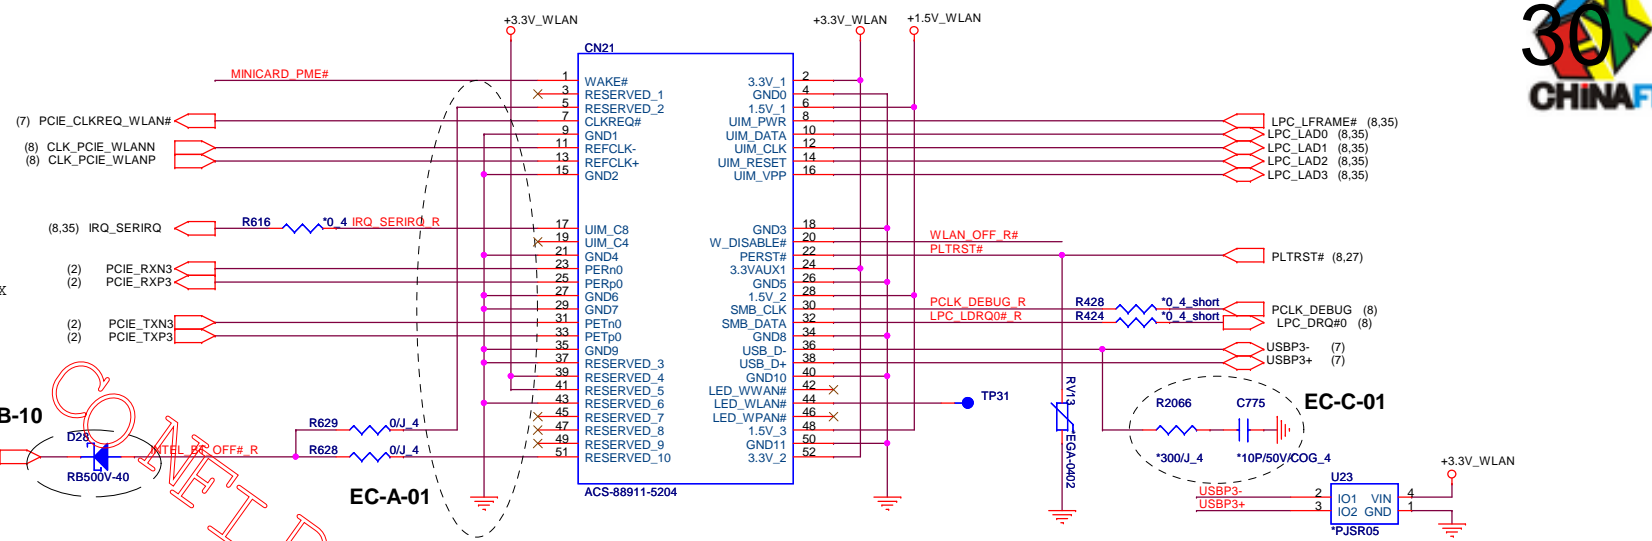 +3.3V_WLAN
+3.3V_WLAN
+1.5V_WLAN
30
CHiNAF
CN21
MINICARD_PME#
1 WAKE#
3 RESERVED_1
5 RESERVED_2
(7) PCIE_CLKREQ_WLAN#
7 CLKREQ#
9 GND1
(8) CLK_PCIE_WLANN
11 REFCLK-
(8) CLK_PCIE_WLANP
13 REFCLK+
15 GND2
(8,35) IRQ_SERIRQ
R616 *0_4 IRQ_SERIRQ_R
17 UIM_C8
19 UIM_C4
21 GND4
(2) PCIE_RXN3
23 PERn0
(2) PCIE_RXP3
25 PERp0
27 GND6
29 GND7
(2) PCIE_TXN3
31 PETn0
(2) PCIE_TXP3
33 PETp0
35 GND9
37 RESERVED_3
39 RESERVED_4
41 RESERVED_5
43 RESERVED_6
45 RESERVED_7
47 RESERVED_8
49 RESERVED_9
51 RESERVED_10
3.3V_1 2
GND0 4
1.5V_1 6
UIM_PWR 8
LPC_LFRAME# (8,35)
UIM_DATA 10
LPC_LAD0 (8,35)
UIM_CLK 12
LPC_LAD1 (8,35)
UIM_RESET 14
LPC_LAD2 (8,35)
UIM_VPP 16
LPC_LAD3 (8,35)
GND3 18
W_DISABLE# 20
WLAN_OFF_R#
PERST# 22
PLTRST#
PLTRST# (8,27)
3.3VAUX1 24
GND5 26
1.5V_2 28
SMB_CLK 30
PCLK_DEBUG_R R428 *0_4_short
PCLK_DEBUG (8)
SMB_DATA 32
LPC_LDRQ0#_R R424 *0_4_short
LPC_DRQ#0 (8)
GND8 34
USB_D- 36
USBP3- (7)
USB_D+ 38
USBP3+ (7)
GND10 40
LED_WWAN# 42
LED_WLAN# 44
TP31
LED_WPAN# 46
1.5V_3 48
GND11 50
3.3V_2 52
ACS-88911-5204
x
B-10
D28
RB500V-40
INTEL_BT_OFF#_R
R629 0/J_4
R628 0/J_4
EC-A-01
RV13
EGA-0402
R2066 C775
*300/J_4 *10P/50V/COG_4
EC-C-01
+3.3V_WLAN
U23
USBP3- 2 IO1 VIN 4
USBP3+ 3 IO2 GND 1
*PJSR05